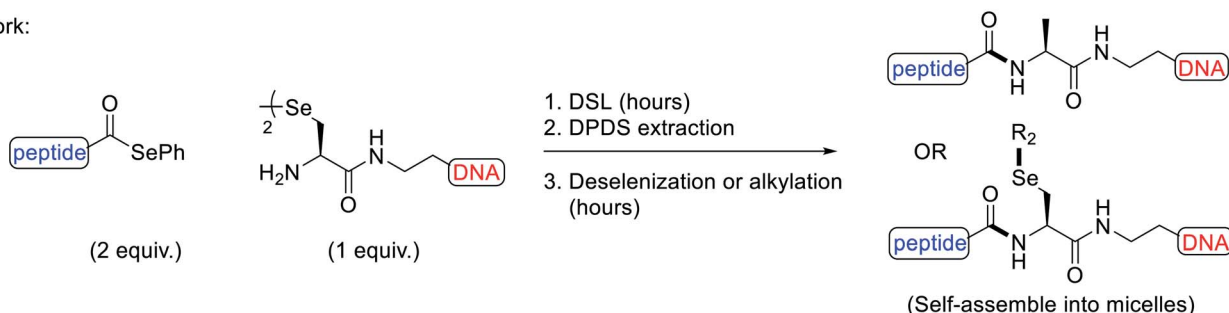 ork:
peptide
O
SePh
(2 equiv.)
2
Se
H2N
O
H
N
DNA
(1 equiv.)
1. DSL (hours)
2. DPDS extraction
3. Deselenization or alkylation
(hours)
peptide
O
N
H
O
H
N
DNA
OR
R2
Se
peptide
O
N
H
O
H
N
DNA
(Self-assemble into micelles)